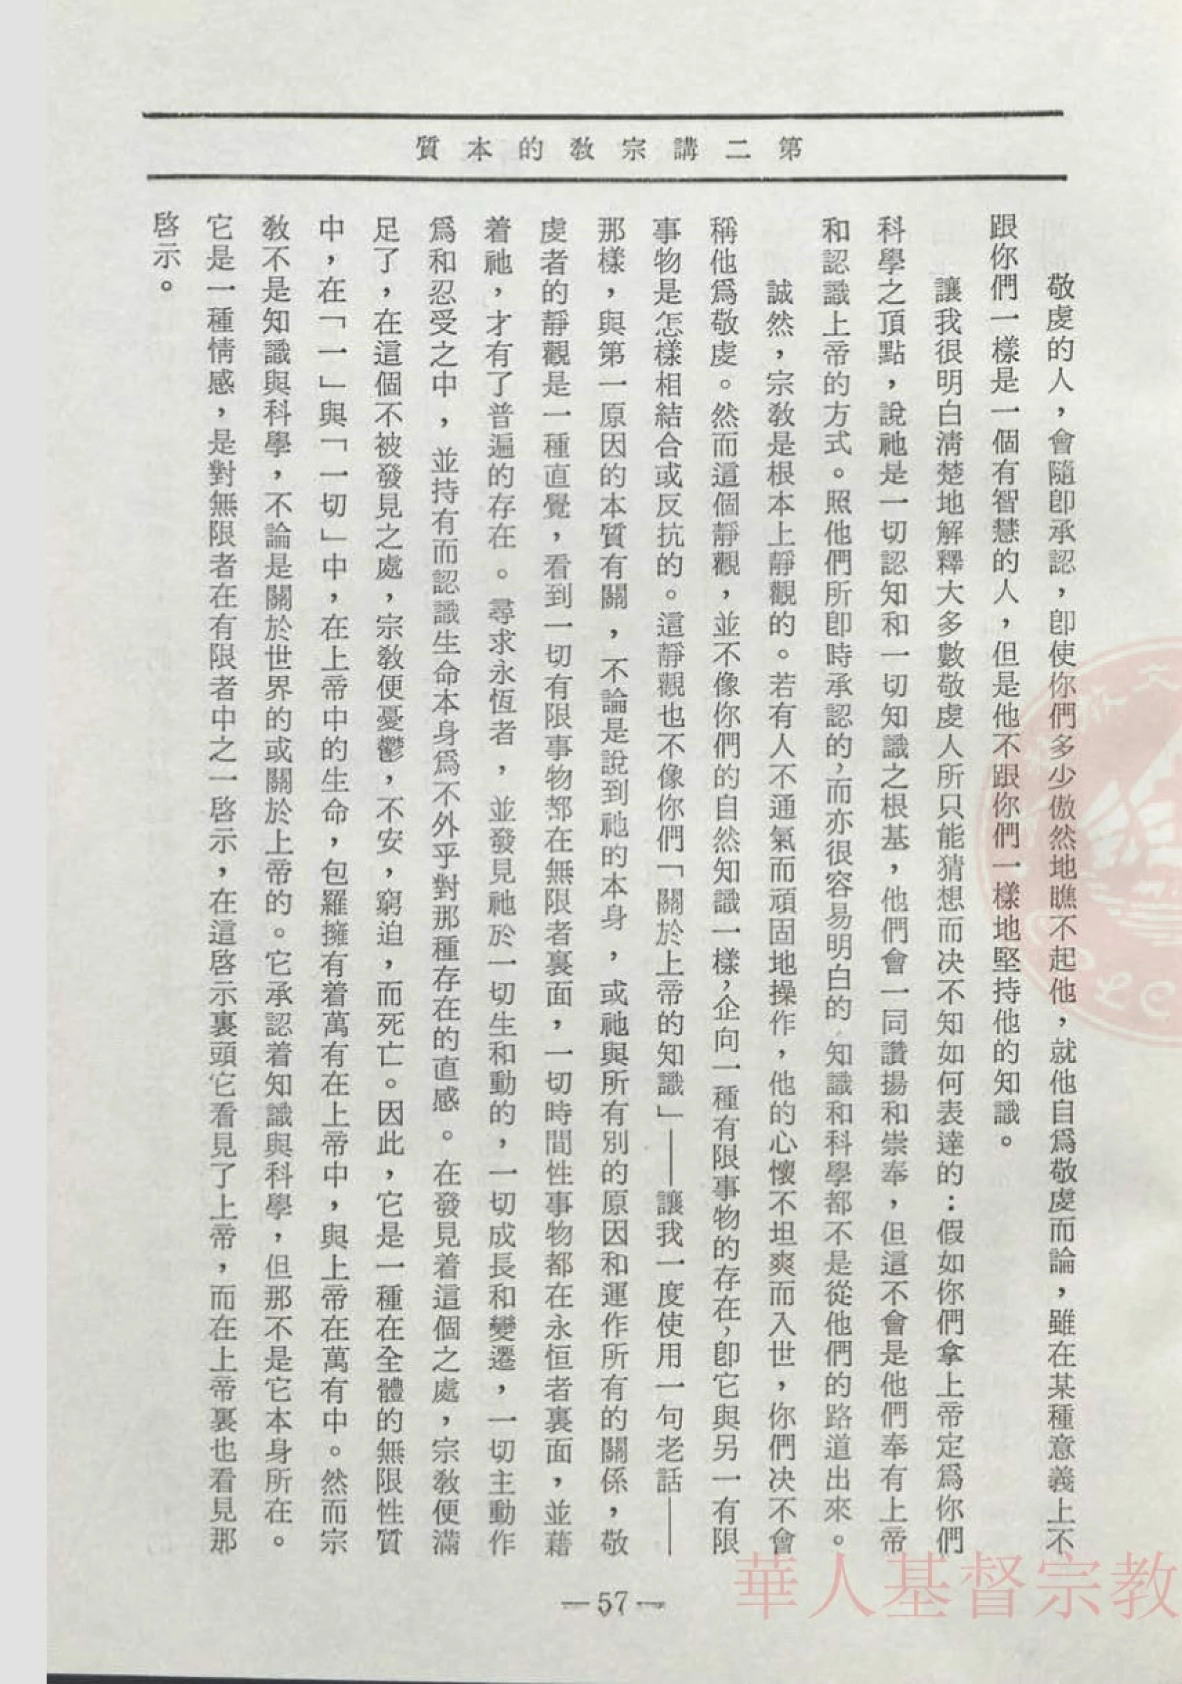 第二講宗教的本質
敬虔的人，會隨卽承認，卽使你們多少傲然地瞧不起他，就他自爲敬虔而論，雖在某種意義上不
跟你們一樣是一個有智慧的人，但是他不跟你們一樣地堅持他的知識。
讓我很明白淸楚地解釋大多數敬虔人所只能猜想而决不知如何表達的：假如你們拿上帝定爲你們
科學之頂點，說祂是一切認知和一切知識之根基，他們會一同讚揚和崇奉，但這不會是他們奉有上帝
和認識上帝的方式。照他們所卽時承認的，而亦很容易明白的 知識和科學都不是從他們的路道出來。
誠然，宗教是根本上靜觀的。若有人不通氣而頑固地操作，他的心懷不坦爽而入世，你們决不會
稱他爲敬虔。然而這個靜觀，並不像你們的自然知識一樣，企向一種有限事物的存在，卽它與另一有限
事物是怎樣相結合或反抗的。這靜觀也不像你們「關於上帝的知識」——讓我一度使用一句老話——
那樣，與第一原因的本質有關，不論是說到祂的本身，或祂與所有別的原因和運作所有的關係，敬
虔者的靜觀是一種直覺，看到一切有限事物都在無限者裏面，一切時間性事物都在永恒者裏面，並藉
着祂，才有了普遍的存在。尋求永恆者，並發見祂於一切生和動的，一切成長和變遷，一切主動作
爲和忍受之中，並持有而認識生命本身爲不外乎對那種存在的直感。在發見着這個之處，宗教便滿
足了，在這個不被發見之處，宗教便憂鬱，不安，窮迫，而死亡。因此，它是一種在全體的無限性質
中，在「一」與「一切」中，在上帝中的生命，包羅擁有着萬有在上帝中，與上帝在萬有中。然而宗
教不是知識與科學，不論是關於世界的或關於上帝的。它承認着知識與科學，但那不是它本身所在。
它是一種情感，是對無限者在有限者中之一啓示，在這啓示裏頭它看見了上帝，而在上帝裏也看見那
啓示。
—57—
華人基督宗教